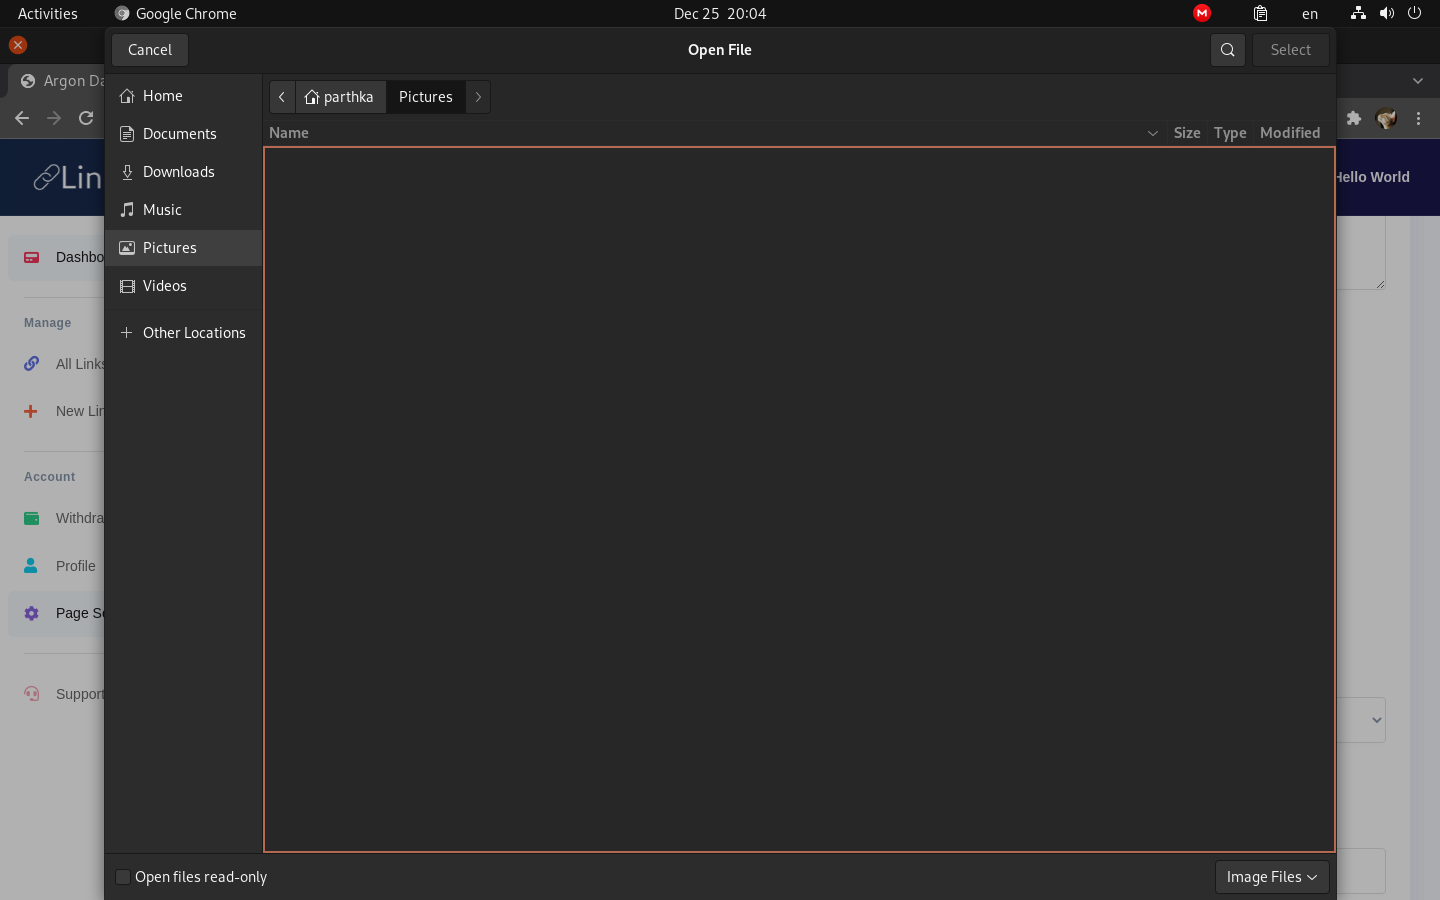 Activities
Google Chrome
Dec 25 20:04
en
Cancel
Open File
Select
Argon Da
Home
parthka
Pictures
Documents
Name
Size
Type
Modified
Downloads
Lin
Hello World
Music
Pictures
Dashbo
Videos
Manage
Other Locations
All Links
New Lin
Account
Withdra
Profile
Page Se
Support
Open files read-only
Image Files